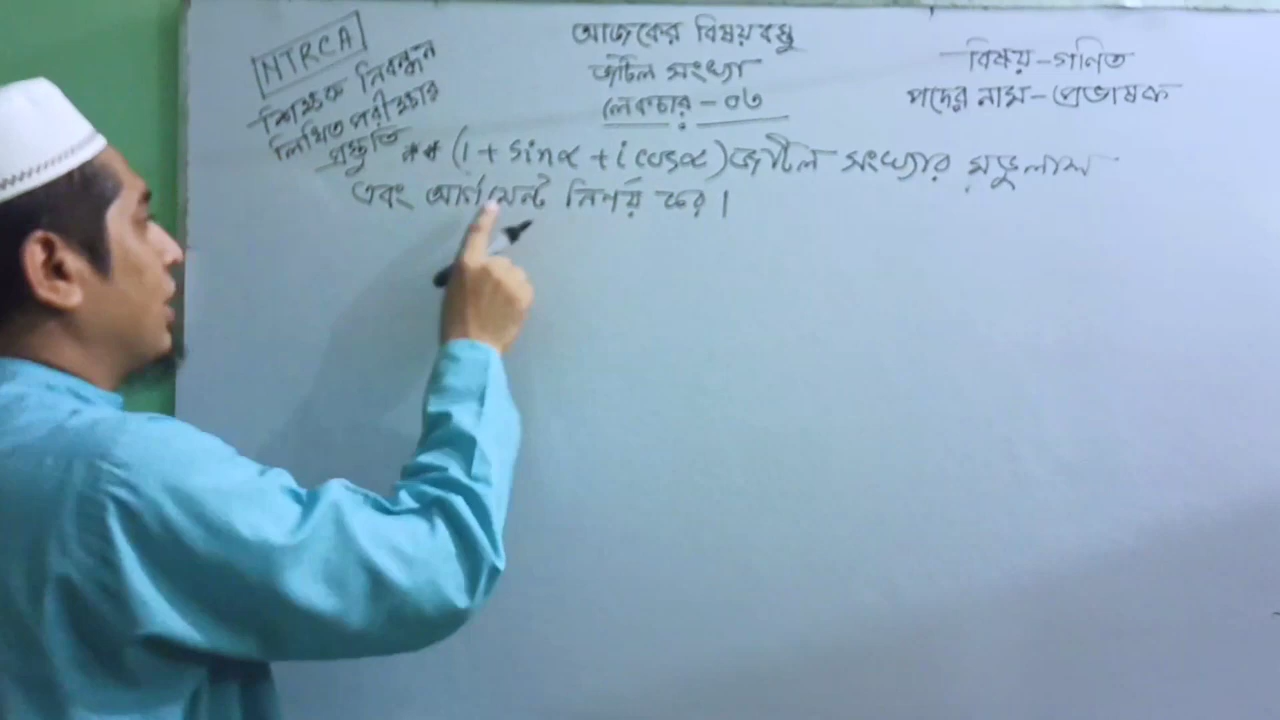 NTRCA
শিক্ষক নিবন্ধন
লিখিত পরীক্ষার
প্রস্তুতি
আজকের বিষয়বস্তু
জটিল সংখ্যা
লেকচার - ০৩
বিষয় - গণিত
পদের নাম - প্রভাষক
** (1 + sinα + i cosα) জটিল সংখ্যার মডুলাস
এবং আর্গুমেন্ট নির্ণয় কর।